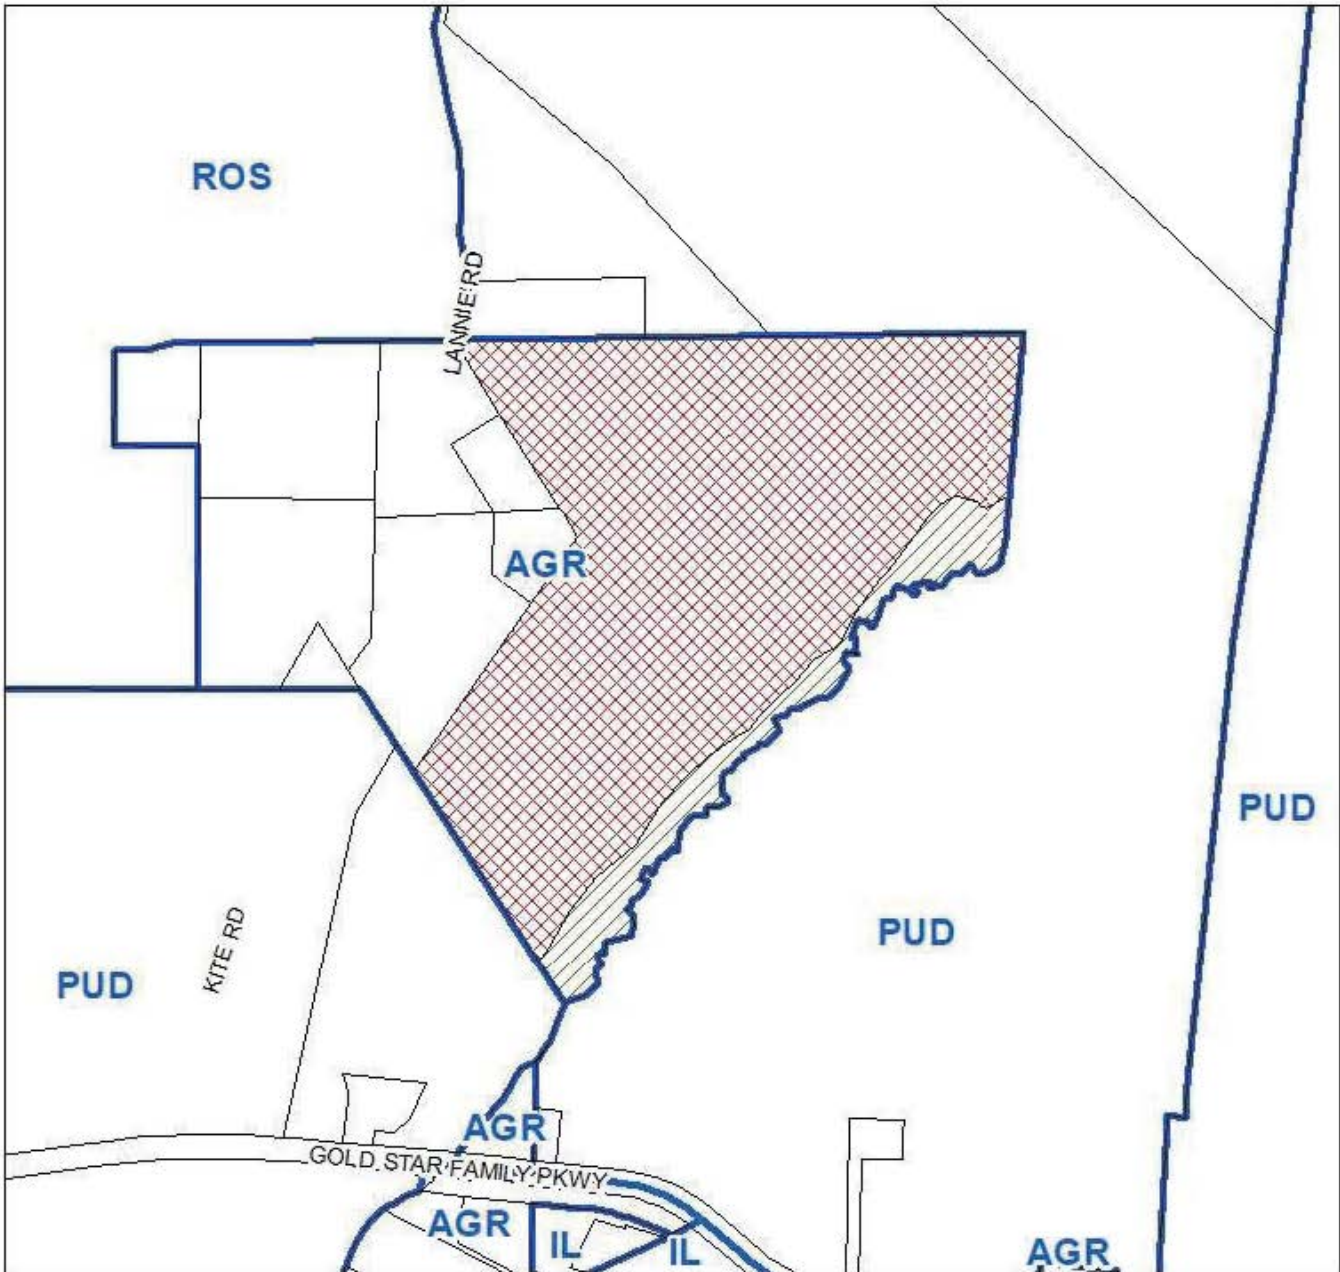 ROS
LANNIE RD
AGR
PUD
PUD
PUD
KITE RD
AGR
GOLD STAR FAMILY PKWY
AGR
IL
IL
AGR